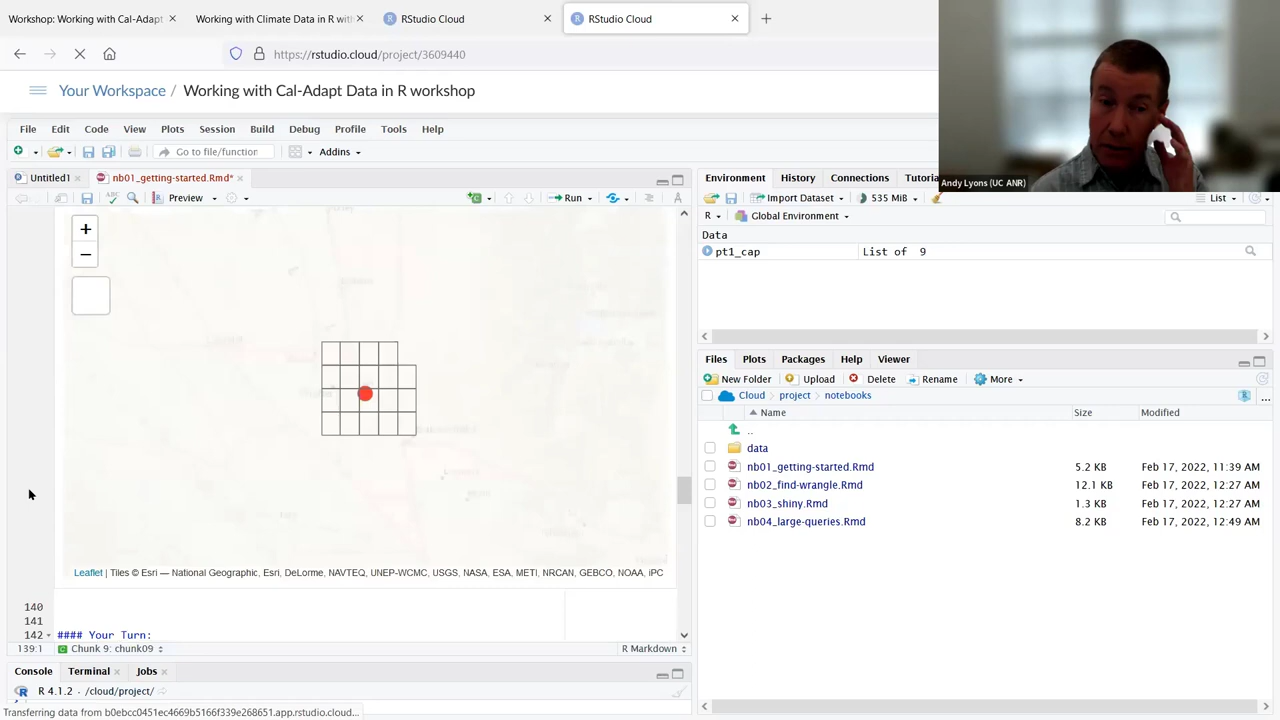 Workshop: Working with Cal-Adapt
Working with Climate Data in R wit
RStudio Cloud
RStudio Cloud
https://rstudio.cloud/project/3609440
Your Workspace / Working with Cal-Adapt Data in R workshop
File Edit Code View Plots Session Build Debug Profile Tools Help
Go to file/function
Addins
Untitled1
nb01_getting-started.Rmd*
Preview
Run
+
−
Leaflet | Tiles © Esri — National Geographic, Esri, DeLorme, NAVTEQ, UNEP-WCMC, USGS, NASA, ESA, METI, NRCAN, GEBCO, NOAA, iPC
140
141
142 #### Your Turn:
139:1
Chunk 9: chunk09
R Markdown
Console Terminal Jobs
R 4.1.2 · /cloud/project/
Transferring data from b0ebcc0451ec4669b5166f339e268651.app.rstudio.cloud...
Andy Lyons (UC ANR)
Environment History Connections Tutoria
Import Dataset
535 MiB
List
R
Global Environment
Data
pt1_cap List of 9
Files Plots Packages Help Viewer
New Folder Upload Delete Rename More
Cloud project notebooks
Name Size Modified
..
data
nb01_getting-started.Rmd 5.2 KB Feb 17, 2022, 11:39 AM
nb02_find-wrangle.Rmd 12.1 KB Feb 17, 2022, 12:27 AM
nb03_shiny.Rmd 1.3 KB Feb 17, 2022, 12:27 AM
nb04_large-queries.Rmd 8.2 KB Feb 17, 2022, 12:49 AM